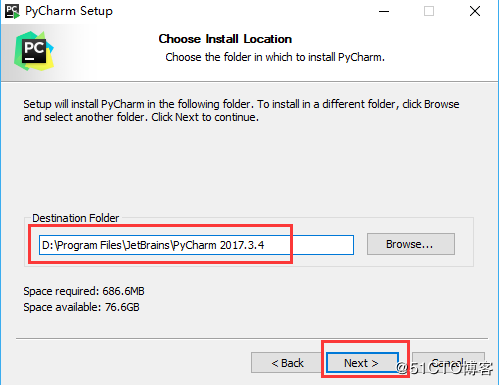 PyCharm Setup
PC
Choose Install Location
Choose the folder in which to install PyCharm.
Setup will install PyCharm in the following folder. To install in a different folder, click Browse
and select another folder. Click Next to continue.
Destination Folder
D:\Program Files\JetBrains\PyCharm 2017.3.4
Browse...
Space required: 686.6MB
Space available: 76.6GB
< Back
Next >
Cancel
@51CTO博客